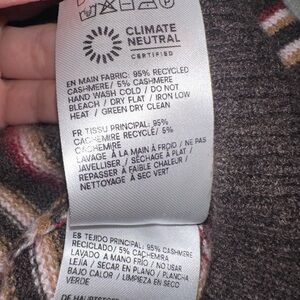 CLIMATE
NEUTRAL
CERTIFIED
EN MAIN FABRIC: 95% RECYCLED
CASHMERE/ 5% CASHMERE
HAND WASH COLD / DO NOT
BLEACH / DRY FLAT / IRON LOW
HEAT / GREEN DRY CLEAN
FR TISSU PRINCIPAL: 95%
CACHEMIRE RECYCLÉ/ 5%
CACHEMIRE
LAVAGE À LA MAIN À FROID / NE PAS
JAVELLISER / SÉCHAGE À PLAT /
REPASSER À FAIBLE CHALEUR /
NETTOYAGE À SEC VERT
ES TEJIDO PRINCIPAL: 95% CASHMERE
RECICLADO/ 5% CACHEMIRA
LAVADO A MANO FRÍO / NO USAR
LEJÍA / SECAR EN PLANO / PLANCHA
BAJO CALOR / LIMPIEZA EN SECO
VERDE